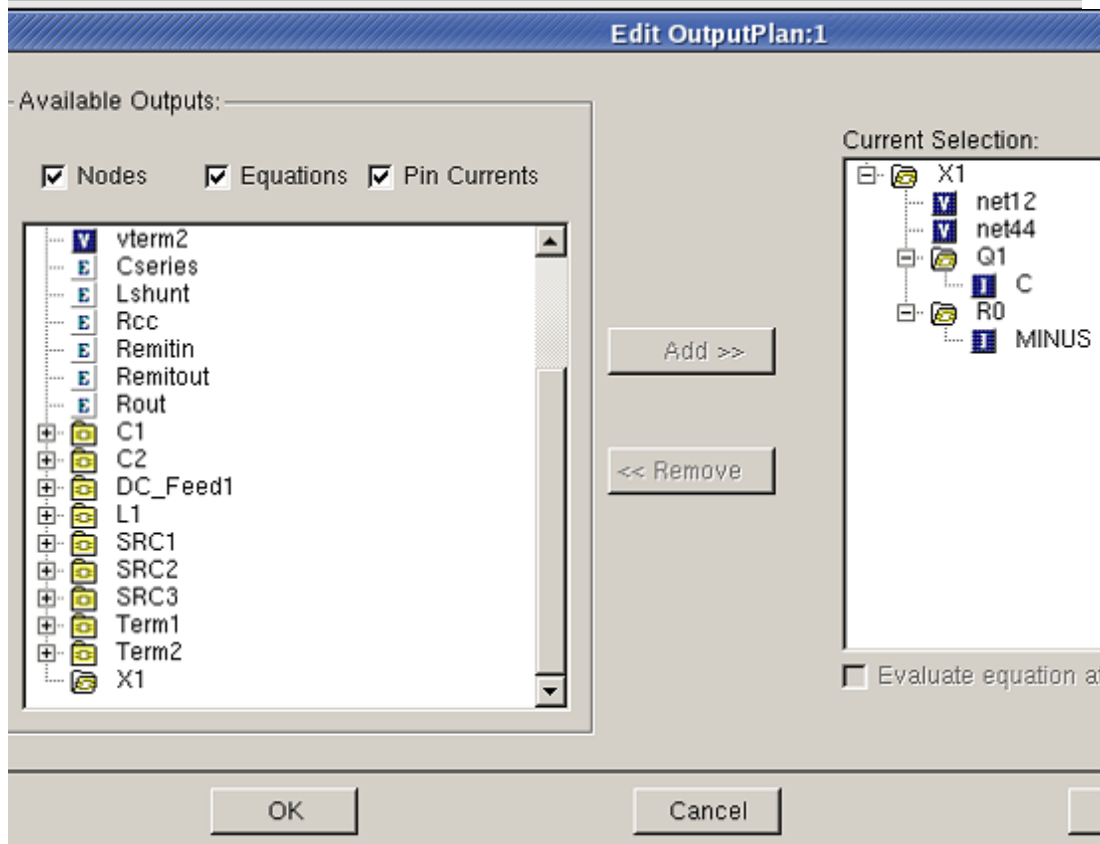 Edit OutputPlan:1
Available Outputs:
Nodes Equations Pin Currents
vterm2
Cseries
Lshunt
Rcc
Remitin
Remitout
Rout
C1
C2
DC_Feed1
L1
SRC1
SRC2
SRC3
Term1
Term2
X1
Add >>
<< Remove
Current Selection:
X1
net12
net44
Q1
C
R0
MINUS
Evaluate equation
OK
Cancel